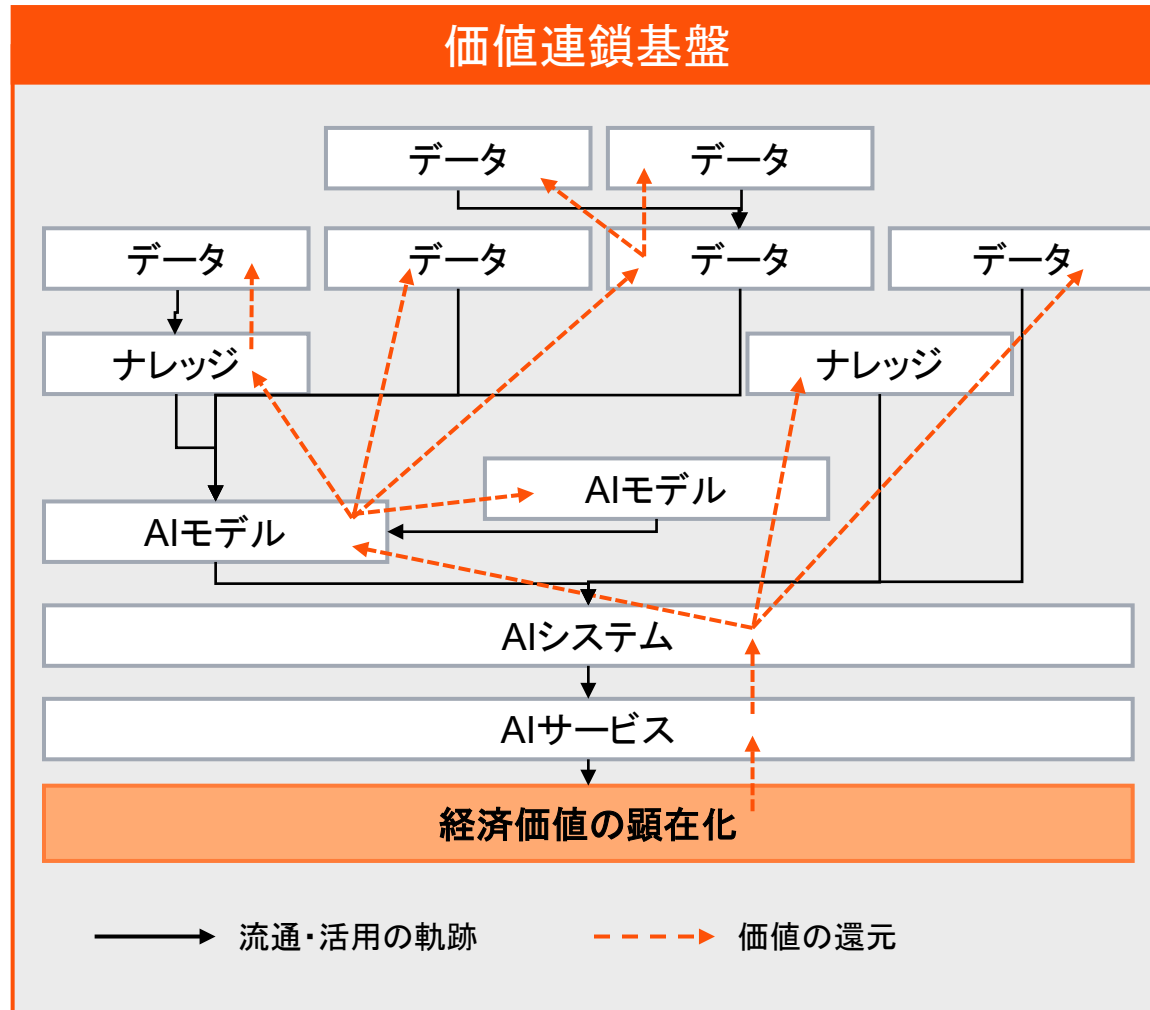 価値連鎖基盤
データ
データ
データ
データ
データ
データ
ナレッジ
ナレッジ
AIモデル
AIモデル
AIシステム
AIサービス
経済価値の顕在化
流通・活用の軌跡
価値の還元